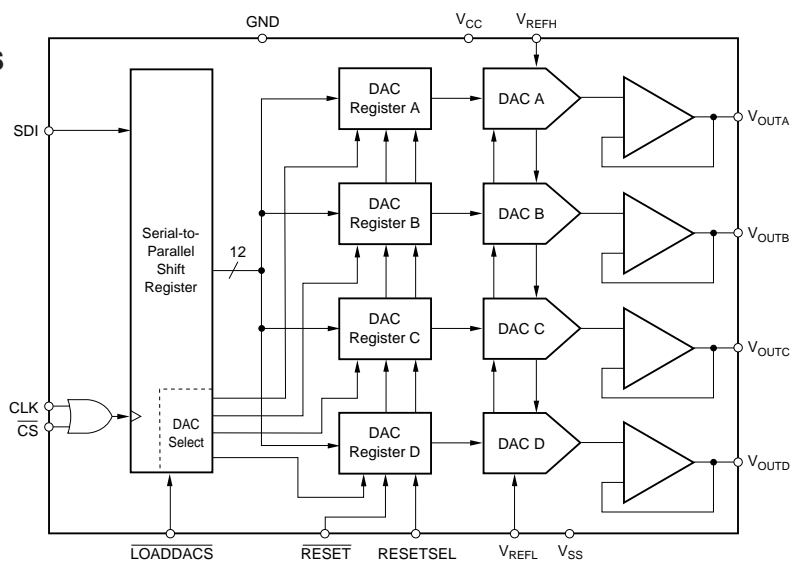 GND
VCC
VREFH
s
SDI
Serial-to-
Parallel
Shift
Register
12
DAC
Register A
DAC A
VOUTA
DAC
Register B
DAC B
VOUTB
DAC
Register C
DAC C
VOUTC
CLK
CS
DAC
Select
DAC
Register D
DAC D
VOUTD
LOADDACS
RESET
RESETSEL
VREFL
VSS